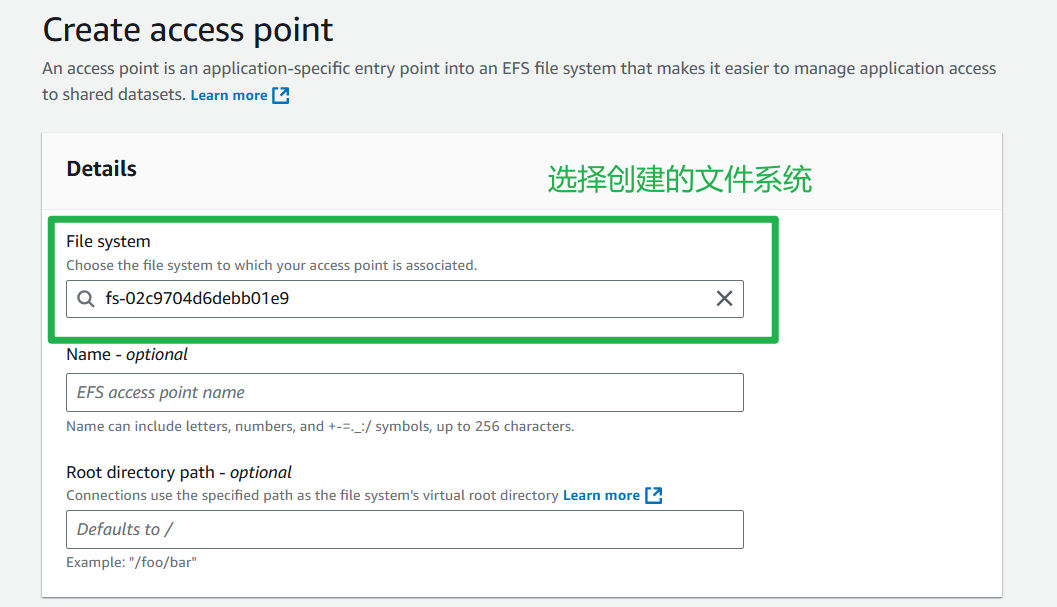 Create access point
An access point is an application-specific entry point into an EFS file system that makes it easier to manage application access
to shared datasets. Learn more
Details
选择创建的文件系统
File system
Choose the file system to which your access point is associated.
fs-02c9704d6debb01e9
Name - optional
EFS access point name
Name can include letters, numbers, and +-=._:/ symbols, up to 256 characters.
Root directory path - optional
Connections use the specified path as the file system's virtual root directory Learn more
Defaults to /
Example: "/foo/bar"